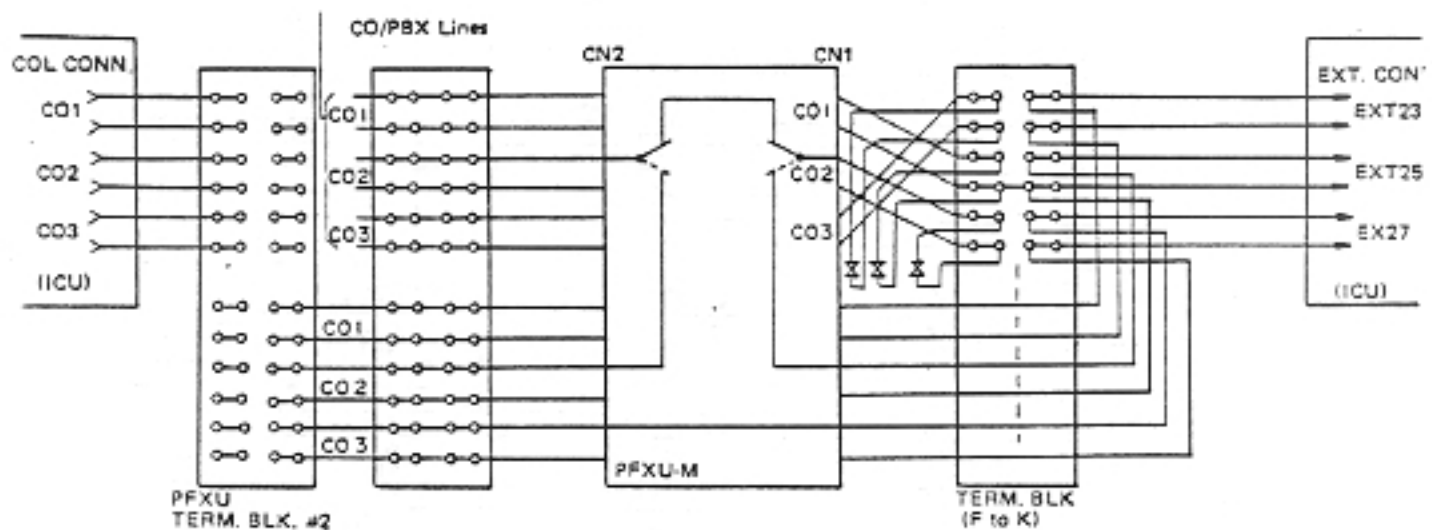 CO/PBX Lines
COL CONN.
CO1
CO2
CO3
(ICU)
CO1
CO2
CO3
CO1
CO2
CO3
PFXU
TERM. BLK. #2
CN2
CN1
CO1
CO2
CO3
PFXU-M
TERM. BLK
(F to K)
EXT. CON
EXT23
EXT25
EX27
(ICU)